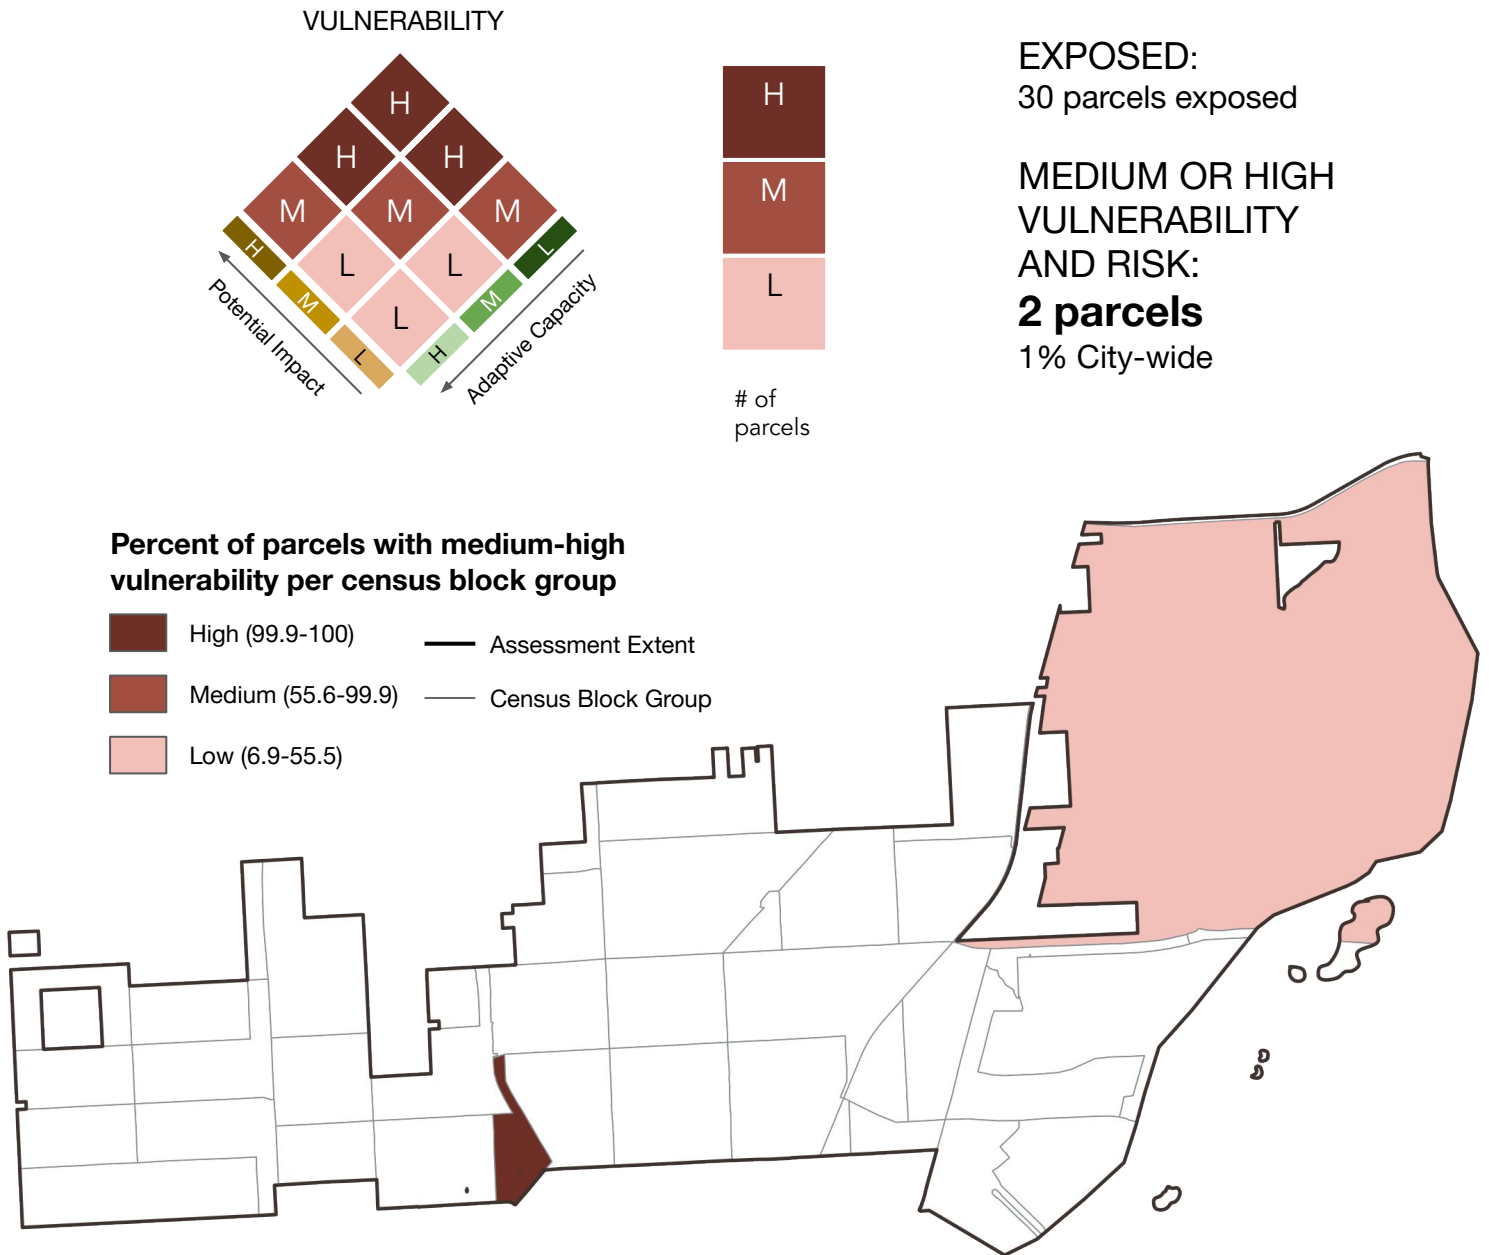 VULNERABILITY
H
H
H
M
M
M
L
L
L
H
M
L
L
M
H
Potential Impact
Adaptive Capacity
H
M
L
# of
parcels
EXPOSED:
30 parcels exposed
MEDIUM OR HIGH
VULNERABILITY
AND RISK:
2 parcels
1% City-wide
Percent of parcels with medium-high
vulnerability per census block group
High (99.9-100)
Medium (55.6-99.9)
Low (6.9-55.5)
Assessment Extent
Census Block Group